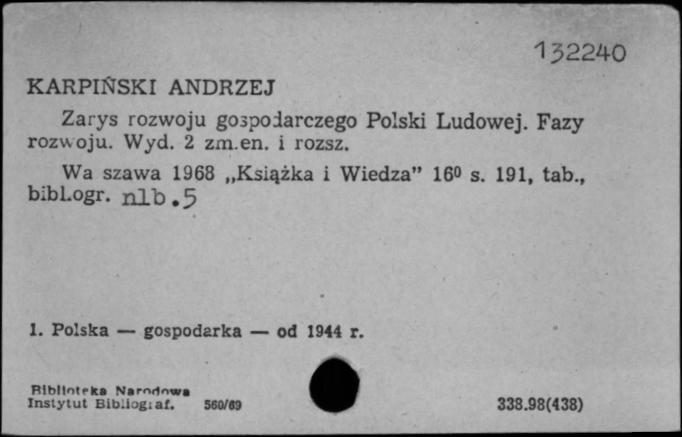 132240
KARPIŃSKI ANDRZEJ
Zarys rozwoju gospodarczego Polski Ludowej. Fazy
rozwoju. Wyd. 2 zm.en. i rozsz.
Wa szawa 1968 „Książka i Wiedza” 16⁰ s. 191, tab.,
bibl.ogr. nlb.5
1. Polska — gospodarka — od 1944 r.
Biblioteka Narodowa
Instytut Bibliograf. 560/69
338.98(438)